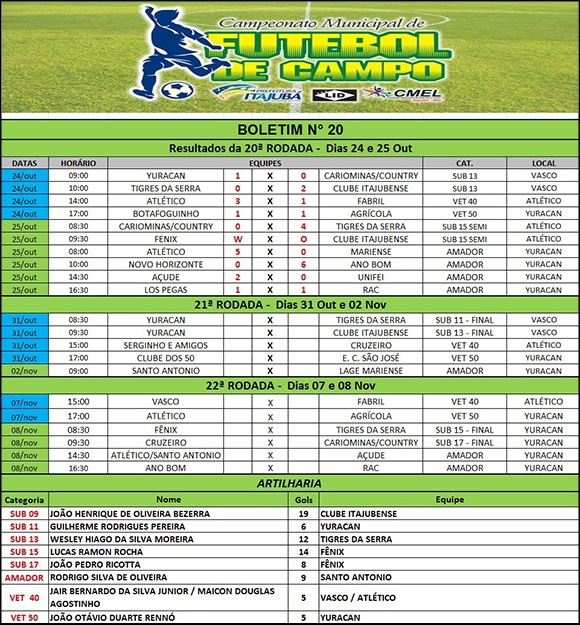 Campeonato Municipal de
FUTEBOL
DE CAMPO
PREFEITURA
ITAJUBÁ
LID
CMEL
BOLETIM N° 20
Resultados da 20ª RODADA - Dias 24 e 25 Out
DATAS HORÁRIO EQUIPES CAT. LOCAL
24/out 09:00 YURACAN 1 X 0 CARIOMINAS/COUNTRY SUB 13 VASCO
24/out 10:00 TIGRES DA SERRA 0 X 2 CLUBE ITAJUBENSE SUB 13 VASCO
24/out 14:00 ATLÉTICO 3 X 1 FABRIL VET 40 ATLÉTICO
24/out 17:00 BOTAFOGUINHO 1 X 1 AGRÍCOLA VET 50 YURACAN
25/out 08:30 CARIOMINAS/COUNTRY 0 X 4 TIGRES DA SERRA SUB 15 SEMI ATLÉTICO
25/out 09:30 FENIX W X O CLUBE ITAJUBENSE SUB 15 SEMI ATLÉTICO
25/out 08:00 ATLÉTICO 5 X 0 MARIENSE AMADOR YURACAN
25/out 10:00 NOVO HORIZONTE 0 X 6 ANO BOM AMADOR YURACAN
25/out 14:30 AÇUDE 2 X 0 UNIFEI AMADOR YURACAN
25/out 16:30 LOS PEGAS 1 X 1 RAC AMADOR YURACAN
21ª RODADA - Dias 31 Out e 02 Nov
31/out 08:30 YURACAN X TIGRES DA SERRA SUB 11 - FINAL VASCO
31/out 09:30 YURACAN X CLUBE ITAJUBENSE SUB 13 - FINAL VASCO
31/out 15:00 SERGINHO E AMIGOS X CRUZEIRO VET 40 ATLÉTICO
31/out 17:00 CLUBE DOS 50 X E. C. SÃO JOSÉ VET 50 YURACAN
02/nov 09:00 SANTO ANTONIO X LAGE MARIENSE AMADOR YURACAN
22ª RODADA - Dias 07 e 08 Nov
07/nov 15:00 VASCO X FABRIL VET 40 ATLÉTICO
07/nov 17:00 ATLÉTICO X AGRÍCOLA VET 50 YURACAN
08/nov 08:30 FÊNIX X TIGRES DA SERRA SUB 15 - FINAL YURACAN
08/nov 09:30 CRUZEIRO X CARIOMINAS/COUNTRY SUB 17 - FINAL YURACAN
08/nov 14:30 ATLÉTICO/SANTO ANTONIO X AÇUDE AMADOR YURACAN
08/nov 16:30 ANO BOM X RAC AMADOR YURACAN
ARTILHARIA
Categoria Nome Gols Equipe
SUB 09 JOÃO HENRIQUE DE OLIVEIRA BEZERRA 19 CLUBE ITAJUBENSE
SUB 11 GUILHERME RODRIGUES PEREIRA 6 YURACAN
SUB 13 WESLEY HIAGO DA SILVA MOREIRA 12 TIGRES DA SERRA
SUB 15 LUCAS RAMON ROCHA 14 FÊNIX
SUB 17 JOÃO PEDRO RICOTTA 8 FÊNIX
AMADOR RODRIGO SILVA DE OLIVEIRA 9 SANTO ANTONIO
VET 40 JAIR BERNARDO DA SILVA JUNIOR / MAICON DOUGLAS AGOSTINHO 5 VASCO / ATLÉTICO
VET 50 JOÃO OTÁVIO DUARTE RENNÓ 5 YURACAN